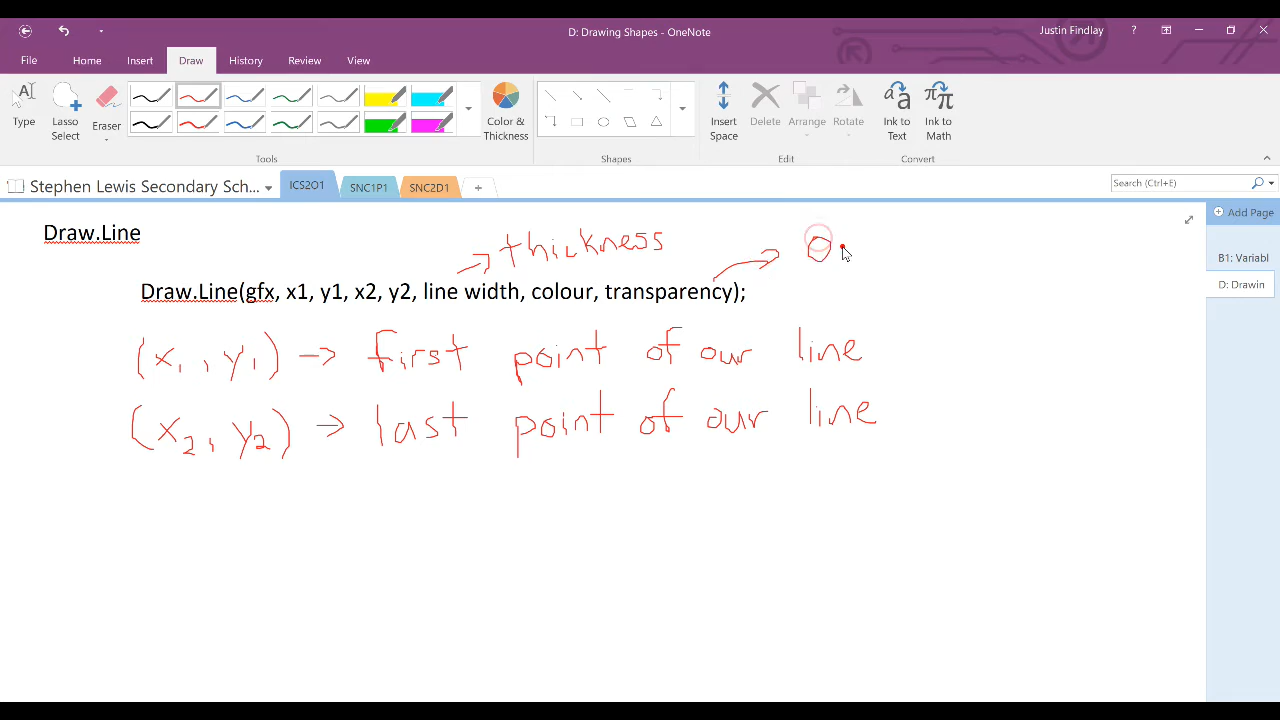 D: Drawing Shapes - OneNote
Justin Findlay
?
File Home Insert Draw History Review View
Type
Lasso Select
Eraser
Color & Thickness
Insert Space
Delete
Arrange
Rotate
Ink to Text
Ink to Math
Tools
Shapes
Edit
Convert
Stephen Lewis Secondary Sch...
ICS2O1
SNC1P1
SNC2D1
+
Search (Ctrl+E)
Add Page
B1: Variabl
D: Drawin
Draw.Line
thickness
0
Draw.Line(gfx, x1, y1, x2, y2, line width, colour, transparency);
(x1, y1) → first point of our line
(x2, y2) → last point of our line